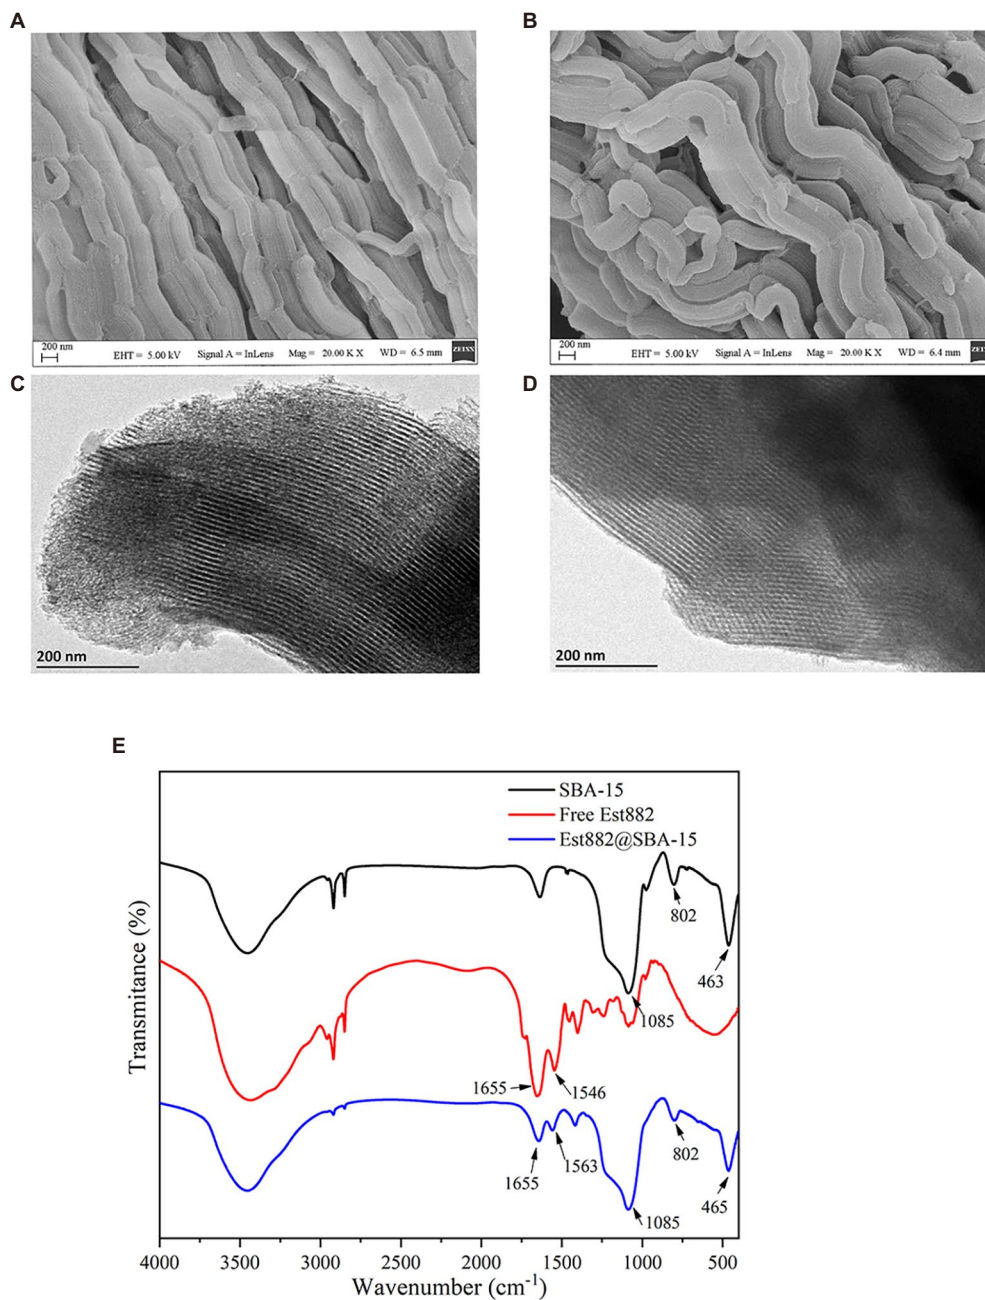 A
B
200 nm
EHT = 5.00 kV Signal A = InLens Mag = 20.00 K X WD = 6.5 mm
ZEISS
200 nm
EHT = 5.00 kV Signal A = InLens Mag = 20.00 K X WD = 6.4 mm
ZEISS
C
D
200 nm
200 nm
E
SBA-15
Free Est882
Est882@SBA-15
802
463
1085
1655
1546
1655
1563
802
465
1085
Transmitance (%)
4000 3500 3000 2500 2000 1500 1000 500
Wavenumber (cm⁻¹)